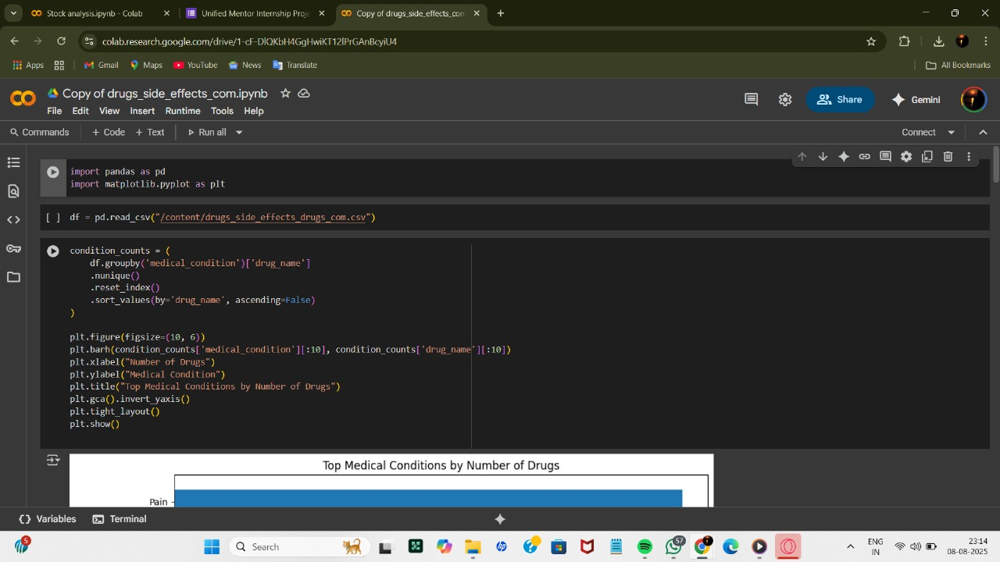 Stock analysis.ipynb - Colab
Unified Mentor Internship Proje
Copy of drugs_side_effects_com
colab.research.google.com/drive/1-cF-DlQKbH4GgHwiKT12lPrGAnBcyiU4
Apps
Gmail
Maps
YouTube
News
Translate
All Bookmarks
Copy of drugs_side_effects_com.ipynb
File Edit View Insert Runtime Tools Help
Share
Gemini
Commands
+ Code + Text
Run all
Connect
import pandas as pd
import matplotlib.pyplot as plt
[ ] df = pd.read_csv("/content/drugs_side_effects_drugs_com.csv")
condition_counts = (
df.groupby('medical_condition')['drug_name']
.nunique()
.reset_index()
.sort_values(by='drug_name', ascending=False)
)
plt.figure(figsize=(10, 6))
plt.barh(condition_counts['medical_condition'][:10], condition_counts['drug_name'][:10])
plt.xlabel("Number of Drugs")
plt.ylabel("Medical Condition")
plt.title("Top Medical Conditions by Number of Drugs")
plt.gca().invert_yaxis()
plt.tight_layout()
plt.show()
Top Medical Conditions by Number of Drugs
Pain
Variables
Terminal
5
Search
hp
57
ENG
IN
23:14
08-08-2025